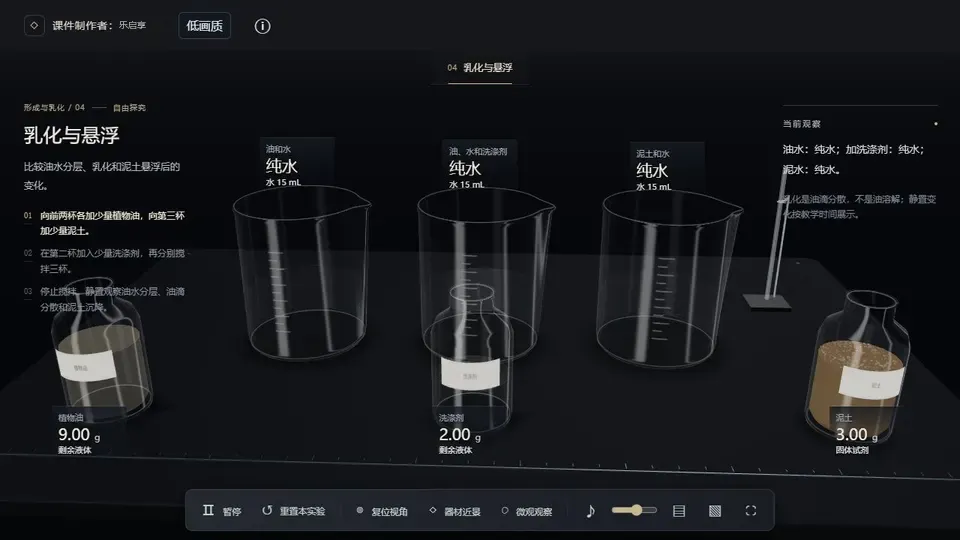 课件制作者：乐启享
低画质
04 乳化与悬浮
形成与乳化 / 04 —— 自由探究
乳化与悬浮
比较油水分层、乳化和泥土悬浮后的
变化。
01 向前两杯各加少量植物油，向第三杯
加少量泥土。
02 在第二杯加入少量洗涤剂，再分别搅
拌三杯。
03 停止搅拌，静置观察油水分层、油滴
分散和泥土沉降。
油和水
纯水
水 15 mL
油、水和洗涤剂
纯水
水 15 mL
泥土和水
纯水
水 15 mL
当前观察
油水：纯水；加洗涤剂：纯水；
泥水：纯水。
乳化是油滴分散，不是油溶解；静置变
化按教学时间展示。
植物油
9.00 g
剩余液体
洗涤剂
2.00 g
剩余液体
泥土
3.00 g
固体试剂
暂停
重置本实验
复位视角
器材近景
微观观察